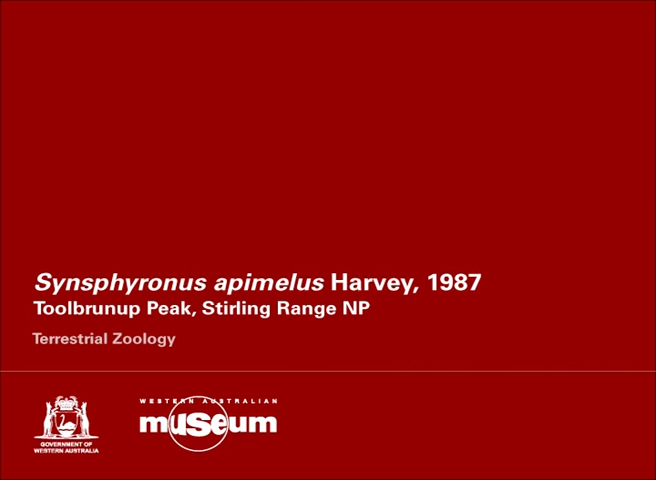 Synsphyronus apimelus Harvey, 1987
Toolbrunup Peak, Stirling Range NP
Terrestrial Zoology
GOVERNMENT OF
WESTERN AUSTRALIA
WESTERN AUSTRALIAN
museum